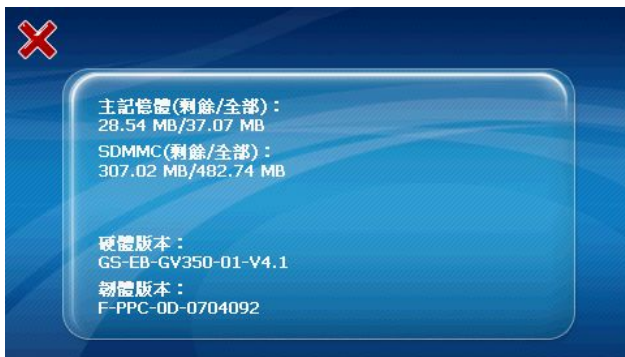 主記憶體(剩餘/全部)：
28.54 MB/37.07 MB
SDMMC(剩餘/全部)：
307.02 MB/482.74 MB
硬體版本：
GS-EB-GV350-01-V4.1
韌體版本：
F-PPC-0D-0704092